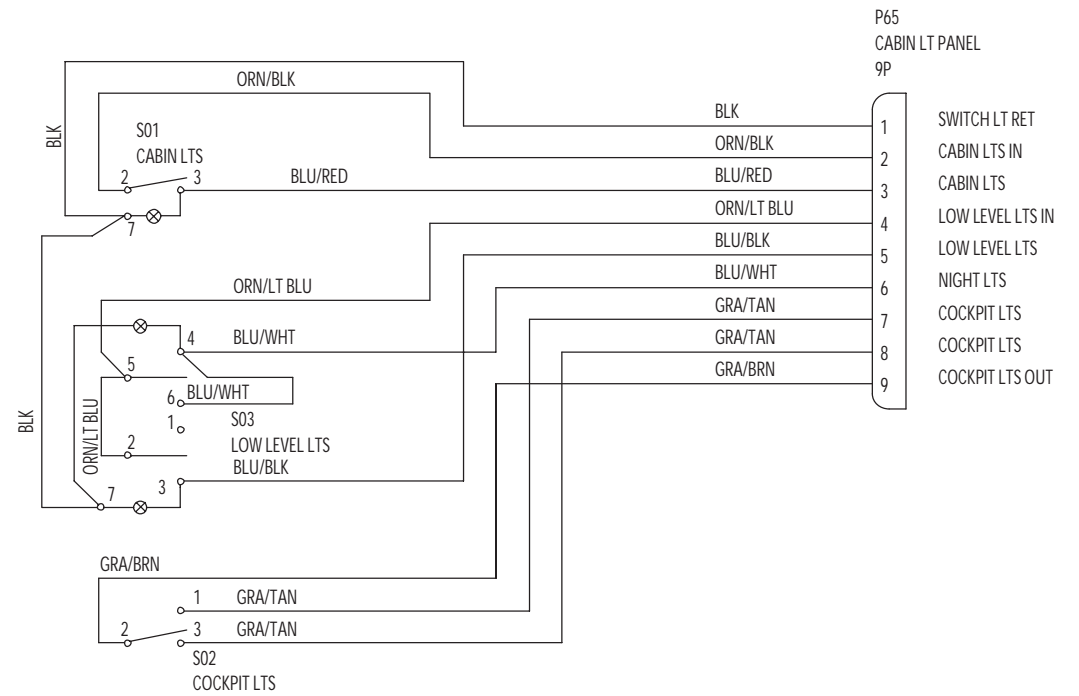 P65
CABIN LT PANEL
9P
ORN/BLK
BLK
BLK
S01
CABIN LTS
2
3
7
BLU/RED
BLK
1
SWITCH LT RET
ORN/BLK
2
CABIN LTS IN
BLU/RED
3
CABIN LTS
ORN/LT BLU
4
LOW LEVEL LTS IN
BLU/BLK
5
LOW LEVEL LTS
BLU/WHT
6
NIGHT LTS
GRA/TAN
7
COCKPIT LTS
GRA/TAN
8
COCKPIT LTS
GRA/BRN
9
COCKPIT LTS OUT
ORN/LT BLU
4
BLU/WHT
5
6
BLU/WHT
1
S03
LOW LEVEL LTS
2
ORN/LT BLU
BLU/BLK
3
7
GRA/BRN
1
GRA/TAN
2
3
GRA/TAN
S02
COCKPIT LTS